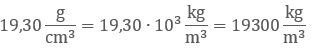 19,30 g/cm³ = 19,30 · 10³ kg/m³ = 19300 kg/m³